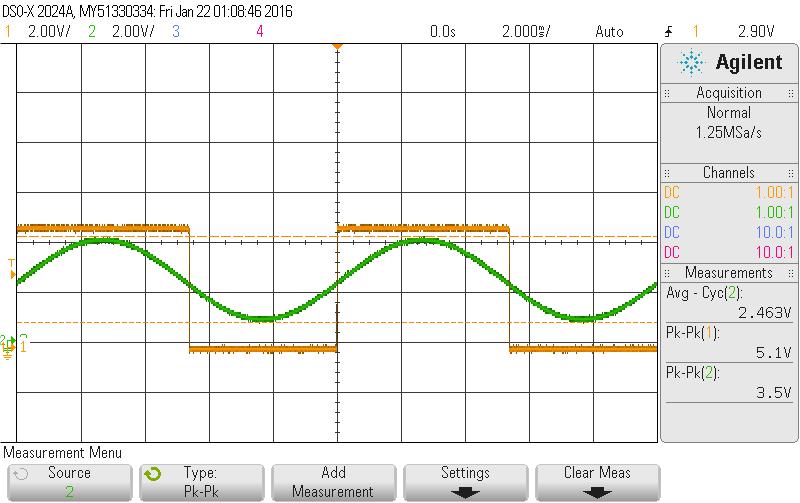 DSO-X 2024A, MY51330334: Fri Jan 22 01:08:46 2016
1 2.00V/ 2 2.00V/ 3 4 0.0s 2.000ms/ Auto 1 2.90V
Agilent
Acquisition
Normal
1.25MSa/s
Channels
DC 1.00:1
DC 1.00:1
DC 10.0:1
DC 10.0:1
Measurements
Avg - Cyc(2):
2.463V
Pk-Pk(1):
5.1V
Pk-Pk(2):
3.5V
T
2
1
Measurement Menu
Source
2
Type:
Pk-Pk
Add
Measurement
Settings
Clear Meas